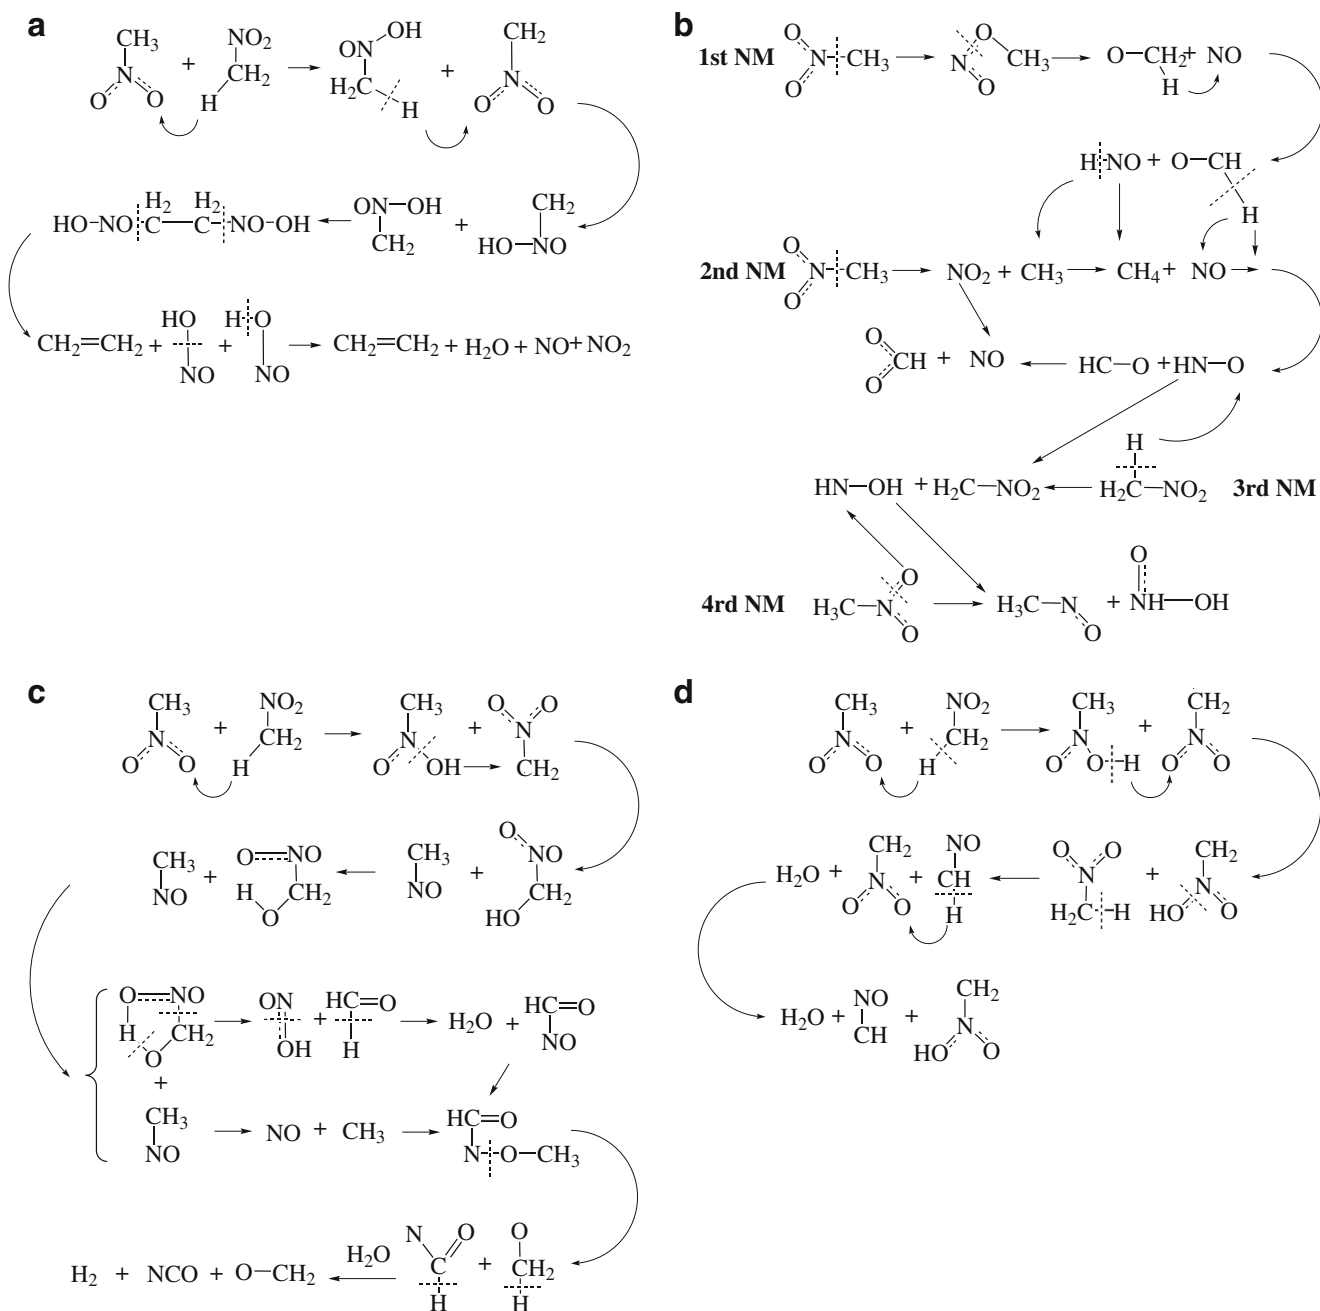 a
CH3 + NO2 OH CH2
N CH2 ON H2C + N
O O H H O O
H2 H2 ON OH CH2
HO NO C C NO OH CH2 + HO NO
CH2 CH2 + HO NO + H O NO CH2 CH2 + H2O + NO + NO2
b
1st NM O N O CH3 O N O CH3 O CH2 H + NO
H NO + O CH H
2nd NM O N O CH3 NO2 + CH3 CH4 + NO
O O CH + NO HC O + HN O
HN OH + H2C NO2 H H2C NO2 3rd NM
4rd NM H3C N O O H3C N O + O NH OH
c
CH3 N O O + NO2 CH2 H CH3 N O OH + O O N CH2
CH3 NO + O NO H O CH2 CH3 NO + O NO CH2 HO
O NO H O CH2 ON OH + HC O H H2O + HC O NO
+
CH3 NO NO + CH3 HC O N O CH3
H2 + NCO + O CH2 H2O N C O H + O CH2 H
d
CH3 N O O + NO2 CH2 H CH3 N O O H + CH2 N O O
H2O + CH2 N O O + NO CH H O O N H2C H + CH2 N HO O
H2O + NO CH + CH2 N HO O